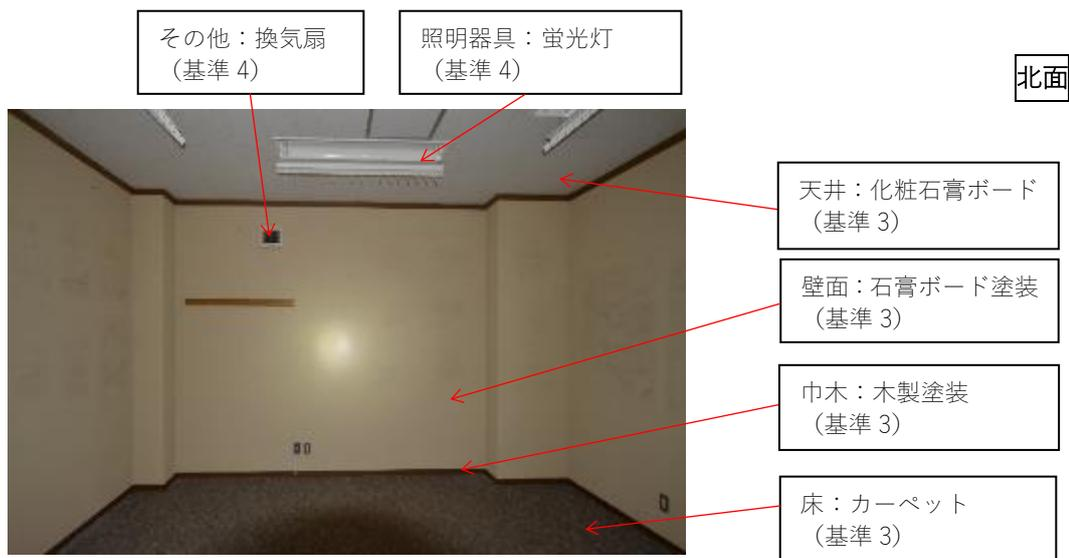 その他：換気扇
（基準 4）
照明器具：蛍光灯
（基準 4）
北面
天井：化粧石膏ボード
（基準 3）
壁面：石膏ボード塗装
（基準 3）
巾木：木製塗装
（基準 3）
床：カーペット
（基準 3）